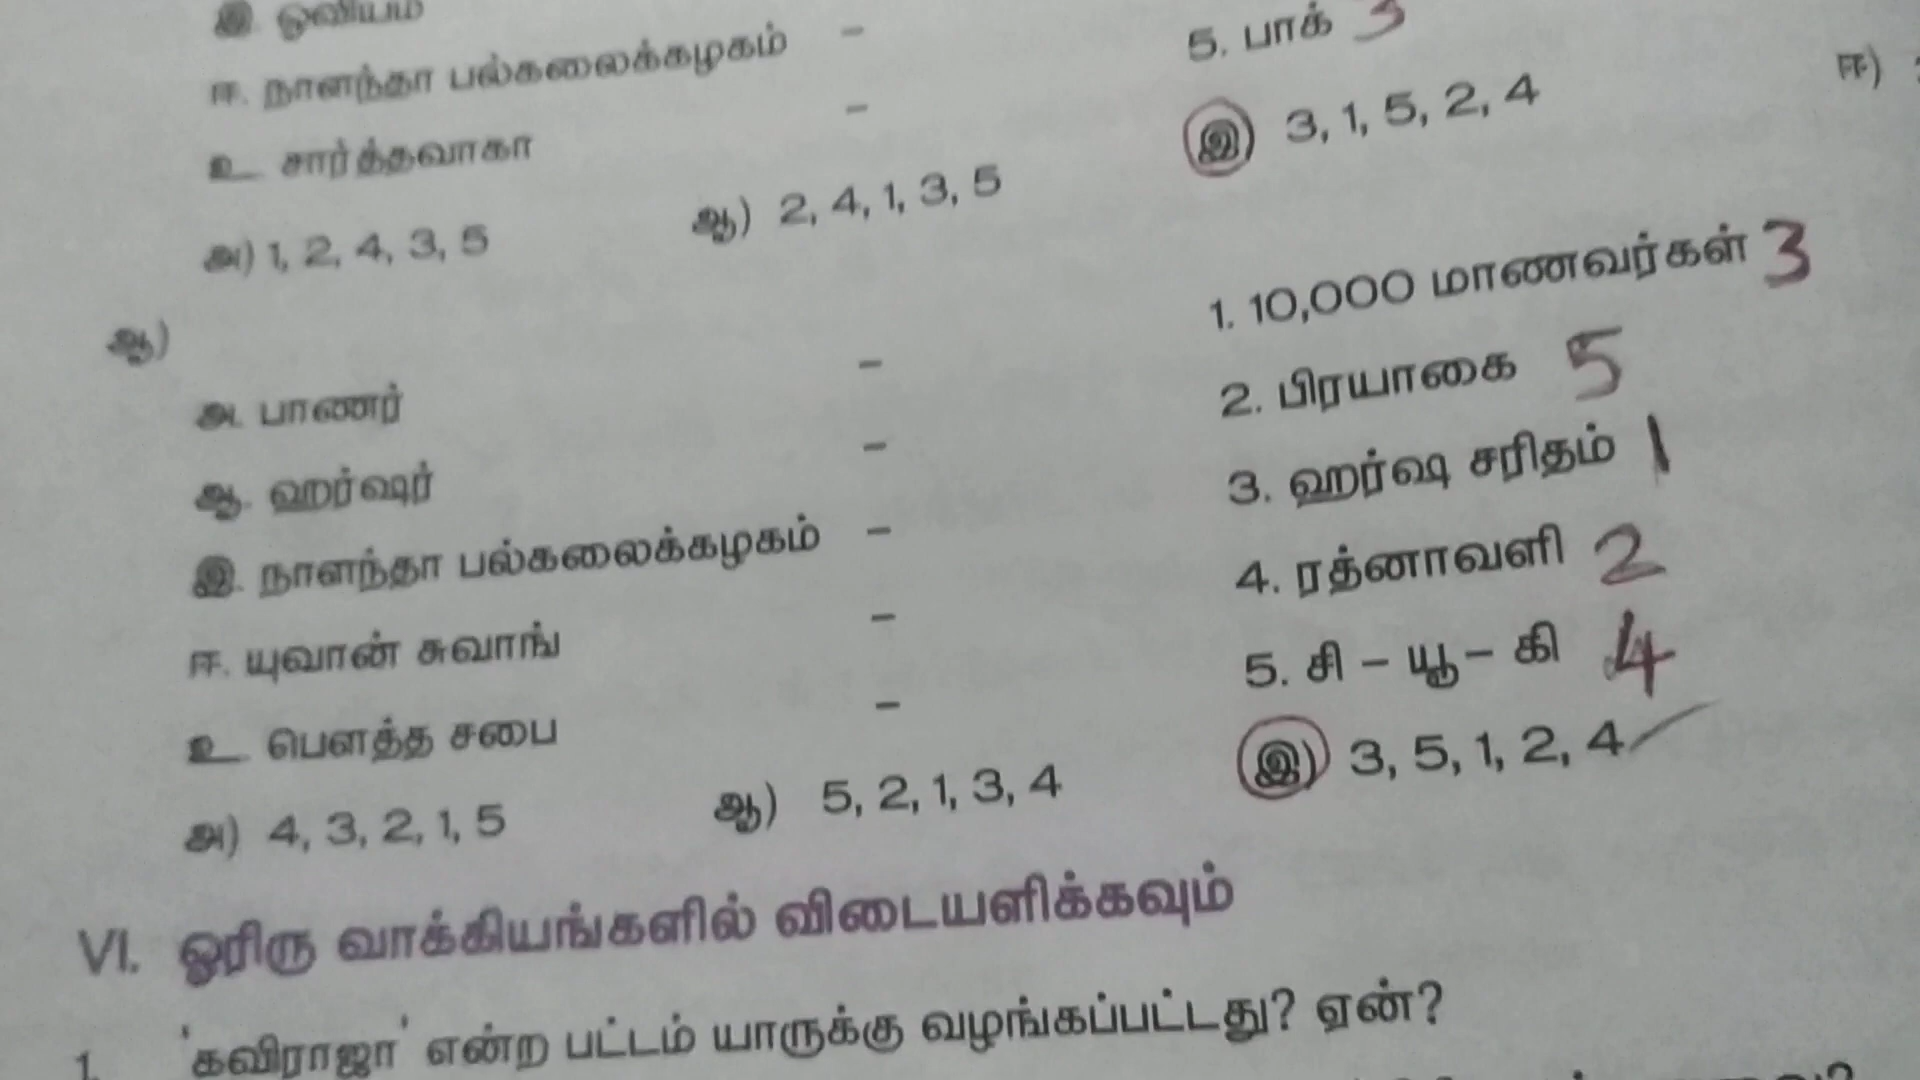 இ. ஓவியம்
ஈ. நாளந்தா பல்கலைக்கழகம் – 5. பாக் 3
உ. சார்த்தவாகா –
அ) 1, 2, 4, 3, 5 ஆ) 2, 4, 1, 3, 5 இ) 3, 1, 5, 2, 4 ஈ)
ஆ)
அ. பாணர் – 1. 10,000 மாணவர்கள் 3
ஆ. ஹர்ஷர் – 2. பிரயாகை 5
இ. நாளந்தா பல்கலைக்கழகம் – 3. ஹர்ஷ சரிதம் 1
ஈ. யுவான் சுவாங் – 4. ரத்னாவளி 2
உ. பௌத்த சபை – 5. சி – யூ – கி 4
அ) 4, 3, 2, 1, 5 ஆ) 5, 2, 1, 3, 4 இ) 3, 5, 1, 2, 4
VI. ஓரிரு வாக்கியங்களில் விடையளிக்கவும்
1. 'கவிராஜா' என்ற பட்டம் யாருக்கு வழங்கப்பட்டது? ஏன்?